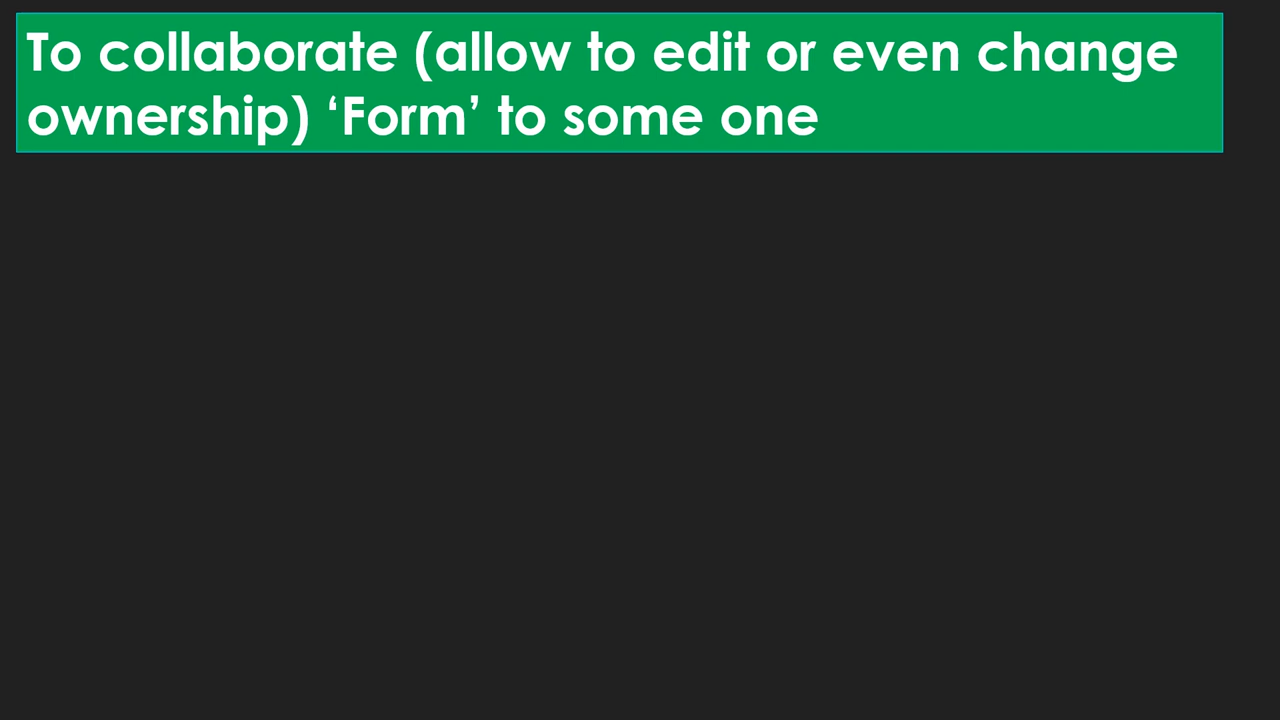 To collaborate (allow to edit or even change
ownership) ‘Form’ to some one